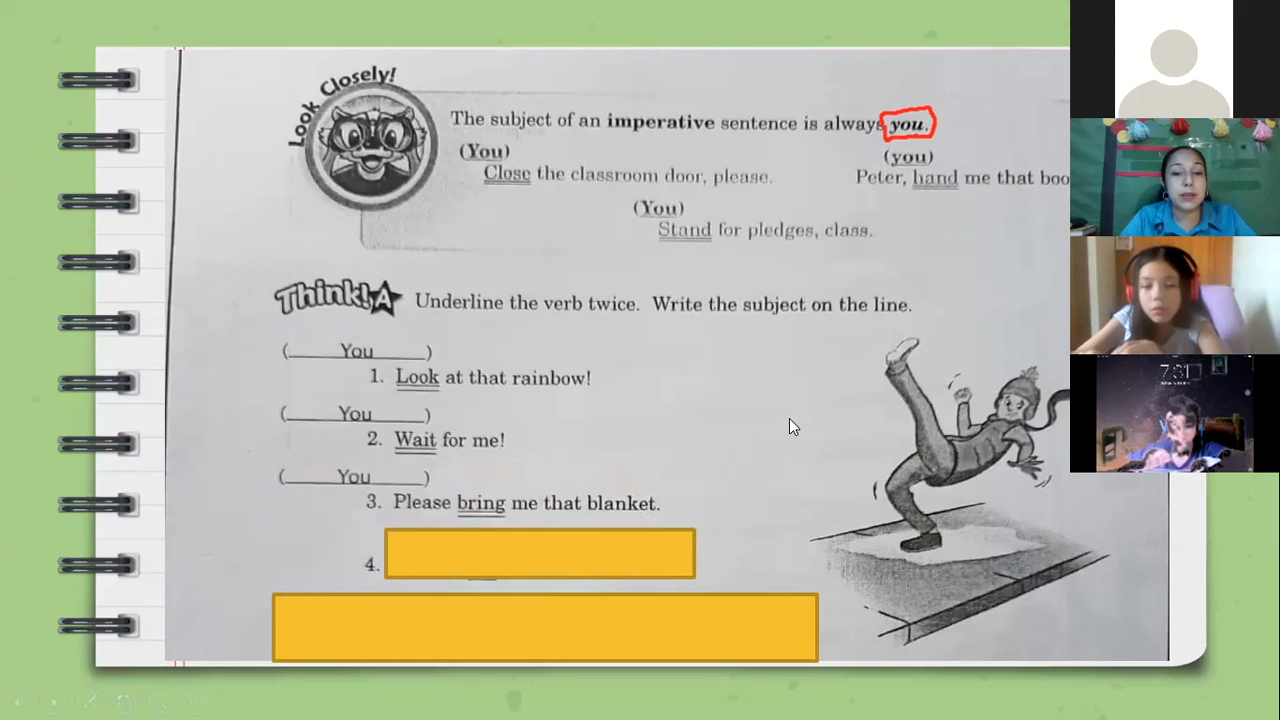 Look Closely!
The subject of an imperative sentence is always you.
(You) (you)
Close the classroom door, please. Peter, hand me that boo
(You)
Stand for pledges, class.
Think! A Underline the verb twice. Write the subject on the line.
( You )
1. Look at that rainbow!
( You )
2. Wait for me!
( You )
3. Please bring me that blanket.
4.
7:31